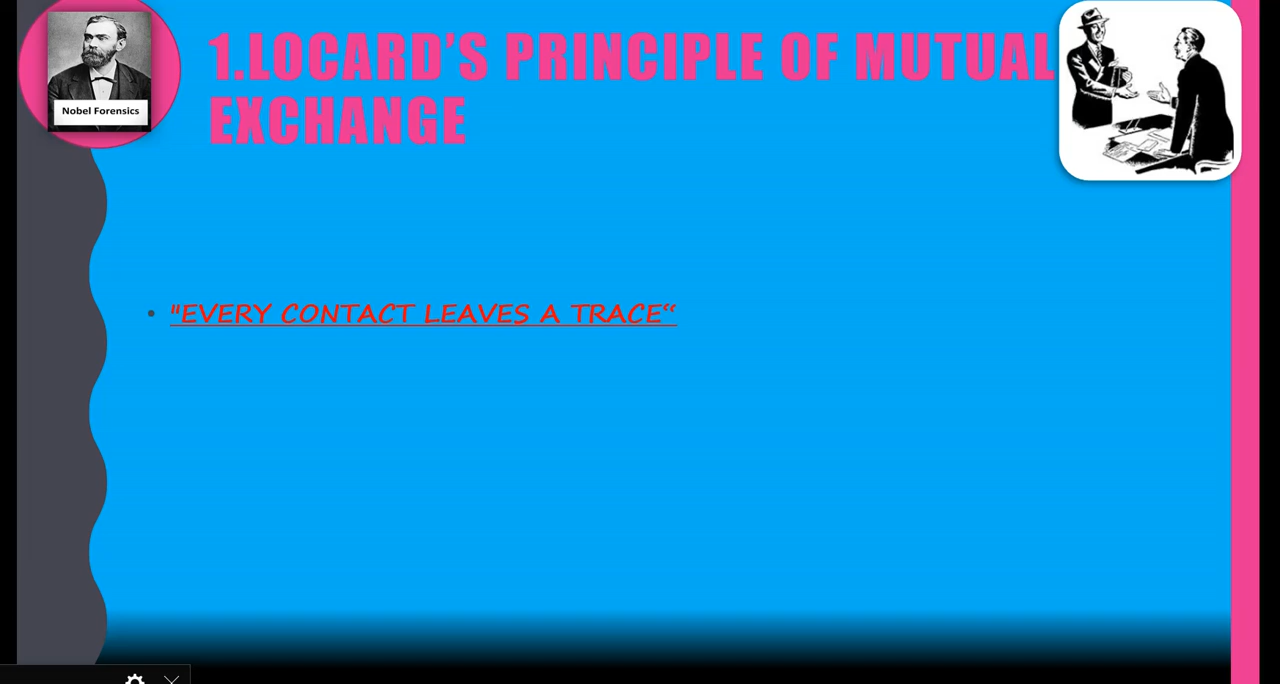 Nobel Forensics
1.LOCARD’S PRINCIPLE OF MUTUAL
EXCHANGE
• "EVERY CONTACT LEAVES A TRACE“